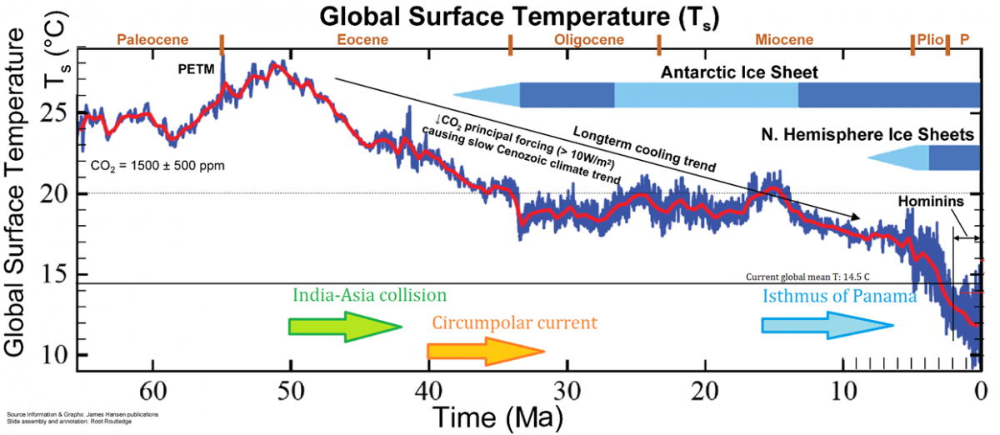 Global Surface Temperature (Ts)
Paleocene Eocene Oligocene Miocene Plio P
Global Surface Temperature
Ts (°C)
25
20
15
10
PETM
CO2 = 1500 ± 500 ppm
↓CO2 principal forcing (> 10W/m2)
causing slow Cenozoic climate trend
Longterm cooling trend
Antarctic Ice Sheet
N. Hemisphere Ice Sheets
Hominins
Current global mean T: 14.5 C
India-Asia collision
Circumpolar current
Isthmus of Panama
60 50 40 30 20 10 0
Time (Ma)
Source Information & Graphs: James Hansen publications
Slide assembly and annotation: Root Routledge